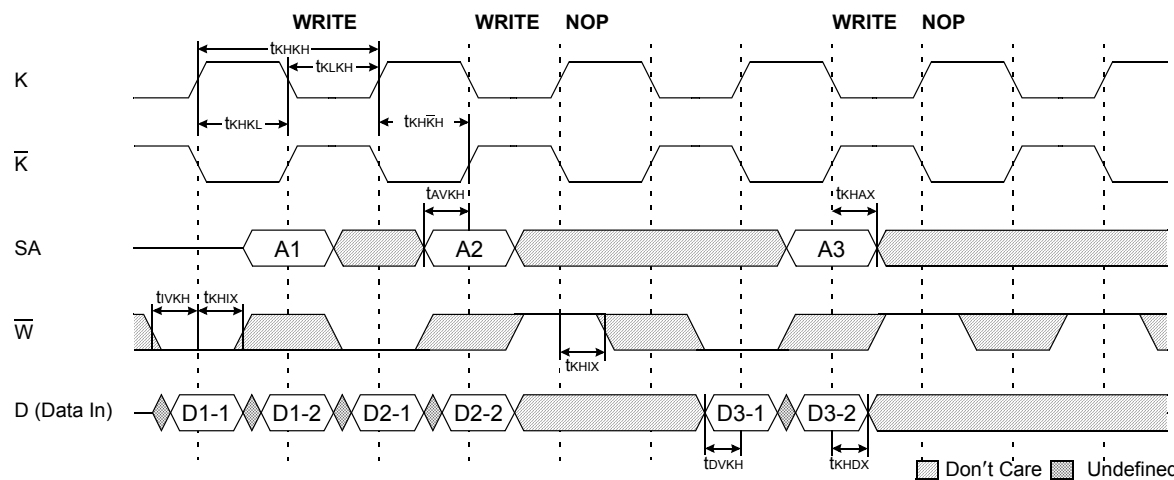 WRITE WRITE NOP WRITE NOP
tKHKH
tKLKH
K
tKHKL tKHK̅H
K̅
tAVKH tKHAX
SA A1 A2 A3
tIVKH tKHIX
W̅
tKHIX
D (Data In) D1-1 D1-2 D2-1 D2-2 D3-1 D3-2
tDVKH tKHDX
Don't Care Undefined